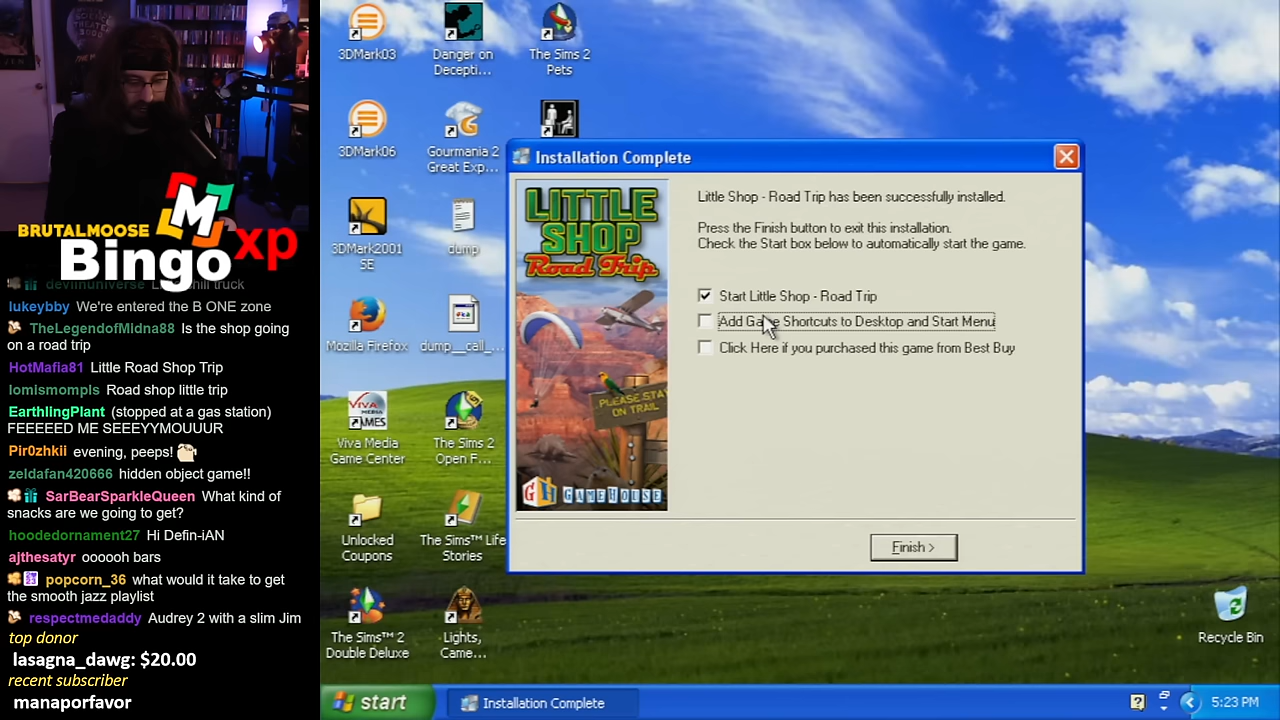 BRUTALMOOSE
M
Bingo xp
devilnuniverse
chill truck
lukeybby We're entered the B ONE zone
TheLegendofMidna88 Is the shop going
on a road trip
HotMafia81 Little Road Shop Trip
lomismompls Road shop little trip
EarthlingPlant (stopped at a gas station)
FEEEEED ME SEEEYYMOUUUR
Pir0zhkii evening, peeps!
zeldafan420666 hidden object game!!
SarBearSparkleQueen What kind of
snacks are we going to get?
hoodedornament27 Hi Defin-iAN
ajthesatyr oooooh bars
popcorn_36 what would it take to get
the smooth jazz playlist
respectmedaddy Audrey 2 with a slim Jim
top donor
lasagna_dawg: $20.00
recent subscriber
manaporfavor
3DMark03
Danger on
Decepti...
The Sims 2
Pets
3DMark06
Gourmania 2
Great Exp...
3DMark2001
SE
dump
Mozilla Firefox
dump__call_...
VIVA
MEDIA
GAMES
Viva Media
Game Center
The Sims 2
Open F...
Unlocked
Coupons
The Sims™ Life
Stories
The Sims™ 2
Double Deluxe
Lights,
Came...
Installation Complete
LITTLE
SHOP
Road Trip
PLEASE STAY
ON TRAIL
GH GAMEHOUSE
Little Shop - Road Trip has been successfully installed.
Press the Finish button to exit this installation.
Check the Start box below to automatically start the game.
Start Little Shop - Road Trip
Add Game Shortcuts to Desktop and Start Menu
Click Here if you purchased this game from Best Buy
Finish >
Recycle Bin
start
Installation Complete
?
5:23 PM